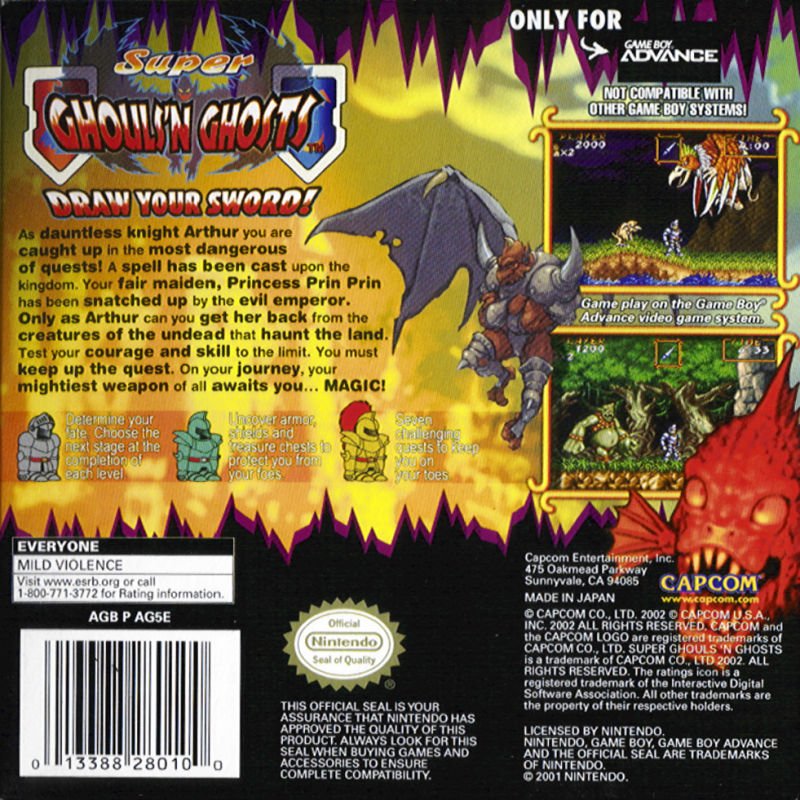 ONLY FOR
GAME BOY ADVANCE
NOT COMPATIBLE WITH
OTHER GAME BOY SYSTEMS!
Super
GHOULS'N GHOSTS™
DRAW YOUR SWORD!
As dauntless knight Arthur you are
caught up in the most dangerous
of quests! A spell has been cast upon the
kingdom. Your fair maiden, Princess Prin Prin
has been snatched up by the evil emperor.
Only as Arthur can you get her back from the
creatures of the undead that haunt the land.
Test your courage and skill to the limit. You must
keep up the quest. On your journey, your
mightiest weapon of all awaits you... MAGIC!
Determine your
fate. Choose the
next stage at the
completion of
each level.
Uncover armor,
shields and
treasure chests to
protect you from
your foes.
Seven
challenging
quests to keep
you on
your toes.
PLAYER
2000
x2
:00
Game play on the Game Boy®
Advance video game system.
1200
2:33
EVERYONE
MILD VIOLENCE
Visit www.esrb.org or call
1-800-771-3772 for Rating information.
AGB P AG5E
0 13388 28010 0
Official
Nintendo
Seal of Quality
®
THIS OFFICIAL SEAL IS YOUR
ASSURANCE THAT NINTENDO HAS
APPROVED THE QUALITY OF THIS
PRODUCT. ALWAYS LOOK FOR THIS
SEAL WHEN BUYING GAMES AND
ACCESSORIES TO ENSURE
COMPLETE COMPATIBILITY.
Capcom Entertainment, Inc.
475 Oakmead Parkway
Sunnyvale, CA 94085
MADE IN JAPAN
CAPCOM™
www.capcom.com
© CAPCOM CO., LTD. 2002 © CAPCOM U.S.A.,
INC. 2002 ALL RIGHTS RESERVED. CAPCOM and
the CAPCOM LOGO are registered trademarks of
CAPCOM CO., LTD. SUPER GHOULS 'N GHOSTS
is a trademark of CAPCOM CO., LTD 2002. ALL
RIGHTS RESERVED. The ratings icon is a
registered trademark of the Interactive Digital
Software Association. All other trademarks are
the property of their respective holders.
LICENSED BY NINTENDO.
NINTENDO, GAME BOY, GAME BOY ADVANCE
AND THE OFFICIAL SEAL ARE TRADEMARKS
OF NINTENDO.
© 2001 NINTENDO.